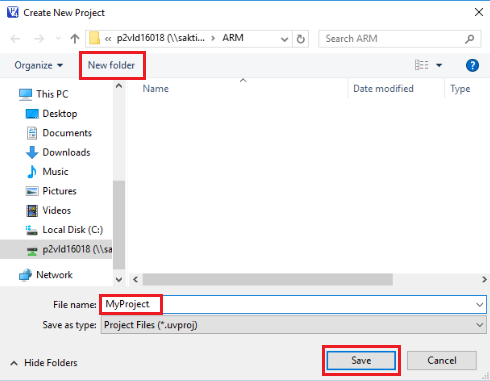 Create New Project
« p2vld16018 (\\sakti... > ARM
Search ARM
Organize
New folder
Name
Date modified
Type
This PC
Desktop
Documents
Downloads
Music
Pictures
Videos
Local Disk (C:)
p2vld16018 (\\sa
Network
File name: MyProject
Save as type: Project Files (*.uvproj)
Hide Folders
Save
Cancel